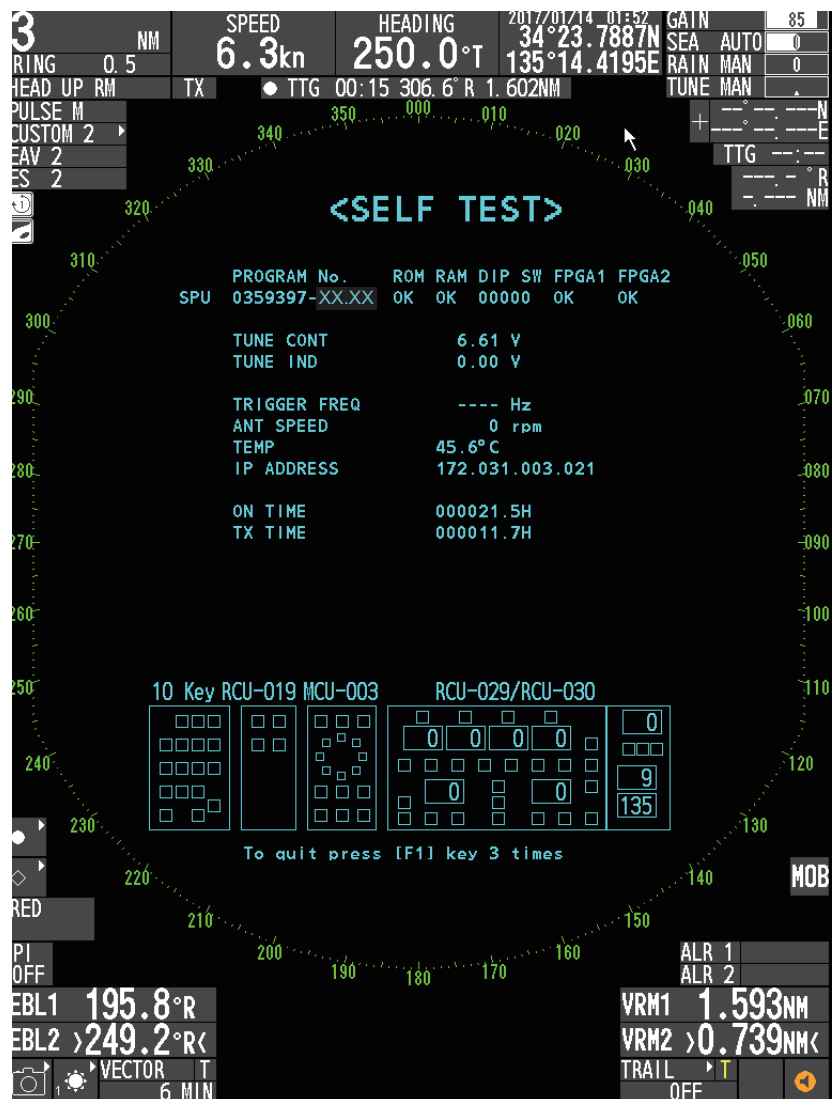 3 NM
RING 0.5
HEAD UP RM TX
SPEED
6.3kn
HEADING
250.0°T
2017/01/14 01:52
34°23.7887N
135°14.4195E
GAIN 85
SEA AUTO 0
RAIN MAN 0
TUNE MAN .
TTG 00:15 306.6°R 1.602NM
PULSE M
CUSTOM 2
EAV 2
ES 2
+ --°--.---N
---°--.---E
TTG --:--
---.-°R
-.---NM
000
010
020
030
040
050
060
070
080
090
100
110
120
130
140
150
160
170
180
190
200
210
220
230
240
250
260
270
280
290
300
310
320
330
340
350
<SELF TEST>
PROGRAM No. ROM RAM DIP SW FPGA1 FPGA2
SPU 0359397-XX.XX OK OK 00000 OK OK
TUNE CONT 6.61 V
TUNE IND 0.00 V
TRIGGER FREQ ---- Hz
ANT SPEED 0 rpm
TEMP 45.6°C
IP ADDRESS 172.031.003.021
ON TIME 000021.5H
TX TIME 000011.7H
10 Key RCU-019 MCU-003 RCU-029/RCU-030
0 0 0 0 0
0 0 9
135
To quit press [F1] key 3 times
RED
PI
OFF
MOB
ALR 1
ALR 2
EBL1 195.8°R
EBL2 >249.2°R<
VRM1 1.593NM
VRM2 >0.739NM<
1 VECTOR T
6 MIN
TRAIL T
OFF